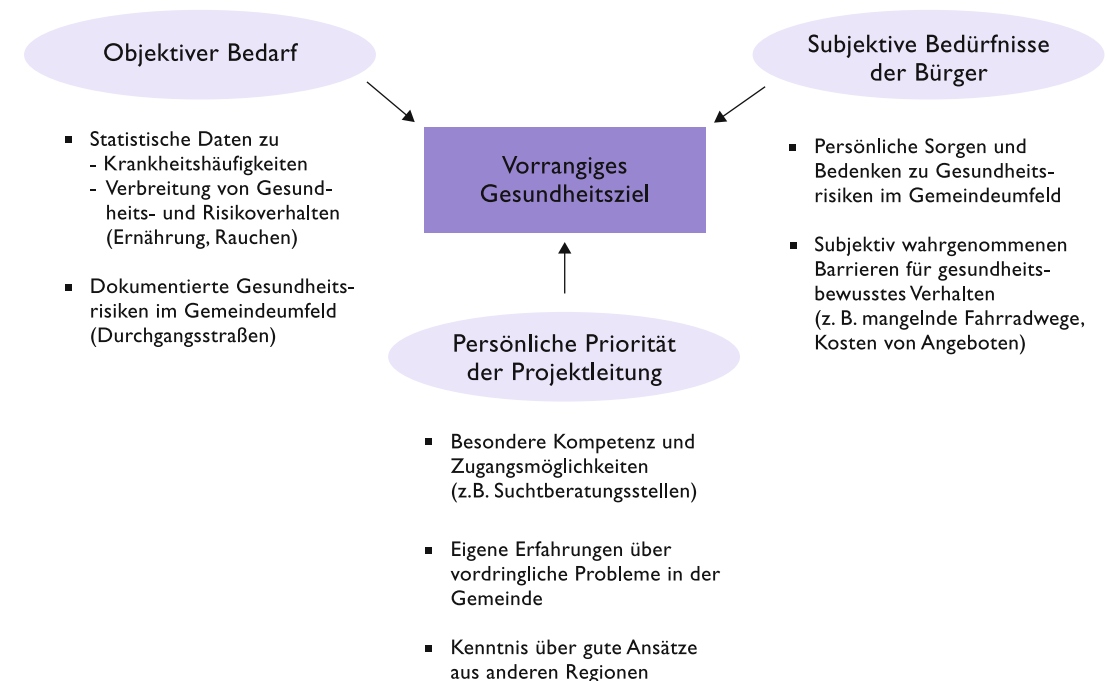 Objektiver Bedarf
▪ Statistische Daten zu
- Krankheitshäufigkeiten
- Verbreitung von Gesund-
heits- und Risikoverhalten
(Ernährung, Rauchen)
▪ Dokumentierte Gesundheits-
risiken im Gemeindeumfeld
(Durchgangsstraßen)
Vorrangiges
Gesundheitsziel
Subjektive Bedürfnisse
der Bürger
▪ Persönliche Sorgen und
Bedenken zu Gesundheits-
risiken im Gemeindeumfeld
▪ Subjektiv wahrgenommenen
Barrieren für gesundheits-
bewusstes Verhalten
(z. B. mangelnde Fahrradwege,
Kosten von Angeboten)
Persönliche Priorität
der Projektleitung
▪ Besondere Kompetenz und
Zugangsmöglichkeiten
(z.B. Suchtberatungsstellen)
▪ Eigene Erfahrungen über
vordringliche Probleme in der
Gemeinde
▪ Kenntnis über gute Ansätze
aus anderen Regionen